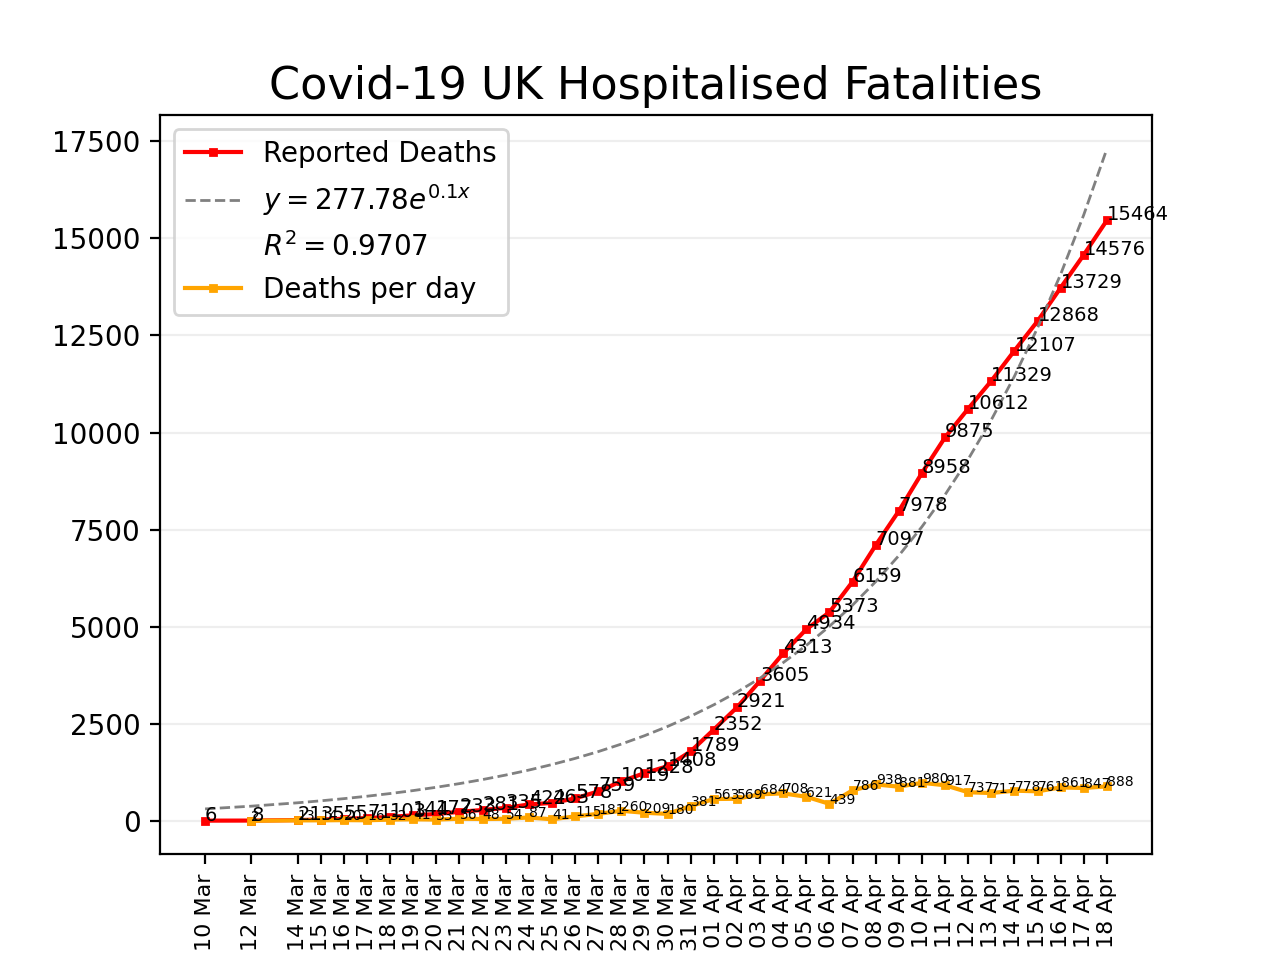 Covid-19 UK Hospitalised Fatalities
17500
15000
12500
10000
7500
5000
2500
0
Reported Deaths
y = 277.78e^0.1x
R² = 0.9707
Deaths per day
15464
14576
13729
12868
12107
11329
10612
9875
8958
7978
7097
6159
5373
4934
4313
3605
2921
2352
1789
1408
1228
1019
759
578
6
8
41
115
181
260
209
180
381
563
569
684
708
621
439
786
938
881
980
917
737
717
778
761
861
847
888
10 Mar
12 Mar
14 Mar
15 Mar
16 Mar
17 Mar
18 Mar
19 Mar
20 Mar
21 Mar
22 Mar
23 Mar
24 Mar
25 Mar
26 Mar
27 Mar
28 Mar
29 Mar
30 Mar
31 Mar
01 Apr
02 Apr
03 Apr
04 Apr
05 Apr
06 Apr
07 Apr
08 Apr
09 Apr
10 Apr
11 Apr
12 Apr
13 Apr
14 Apr
15 Apr
16 Apr
17 Apr
18 Apr